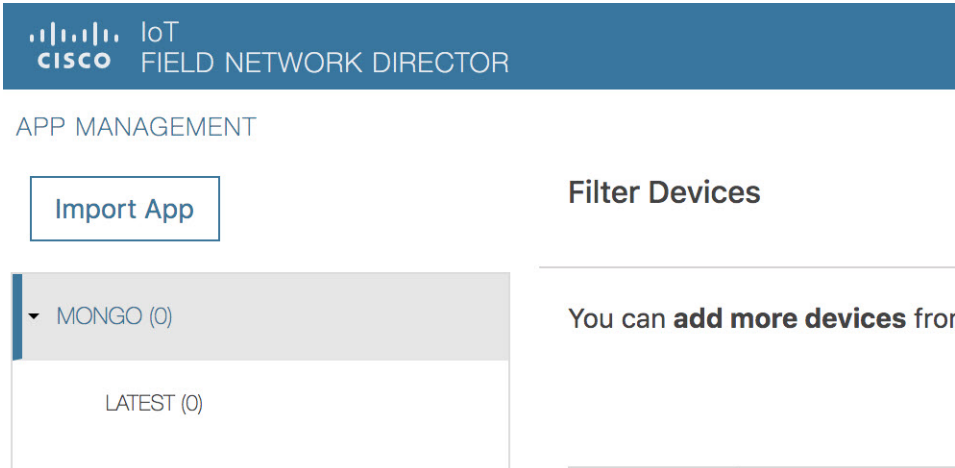 IoT
CISCO FIELD NETWORK DIRECTOR
APP MANAGEMENT
Import App
Filter Devices
MONGO (0)
You can add more devices
LATEST (0)